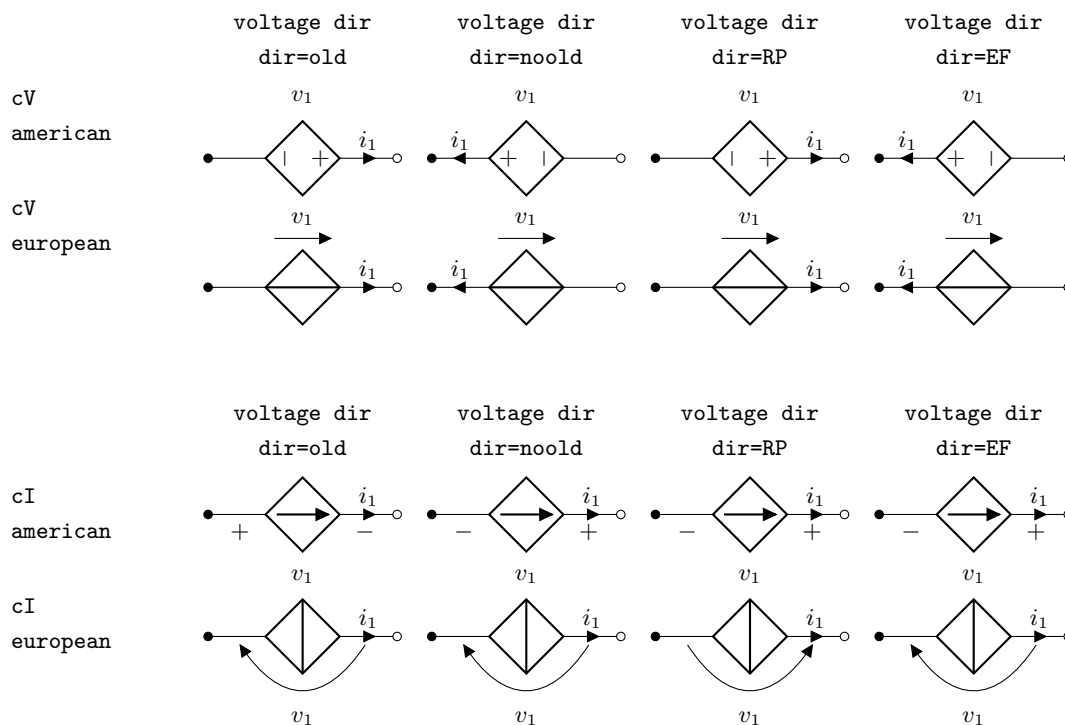 voltage dir voltage dir voltage dir voltage dir
dir=old dir=noold dir=RP dir=EF
cV
american
v₁ v₁ v₁ v₁
i₁ i₁ i₁ i₁
− + + − − + + −
cV
european
v₁ v₁ v₁ v₁
i₁ i₁ i₁ i₁
voltage dir voltage dir voltage dir voltage dir
dir=old dir=noold dir=RP dir=EF
cI
american
i₁ i₁ i₁ i₁
+ − − + − + − +
v₁ v₁ v₁ v₁
cI
european
i₁ i₁ i₁ i₁
v₁ v₁ v₁ v₁